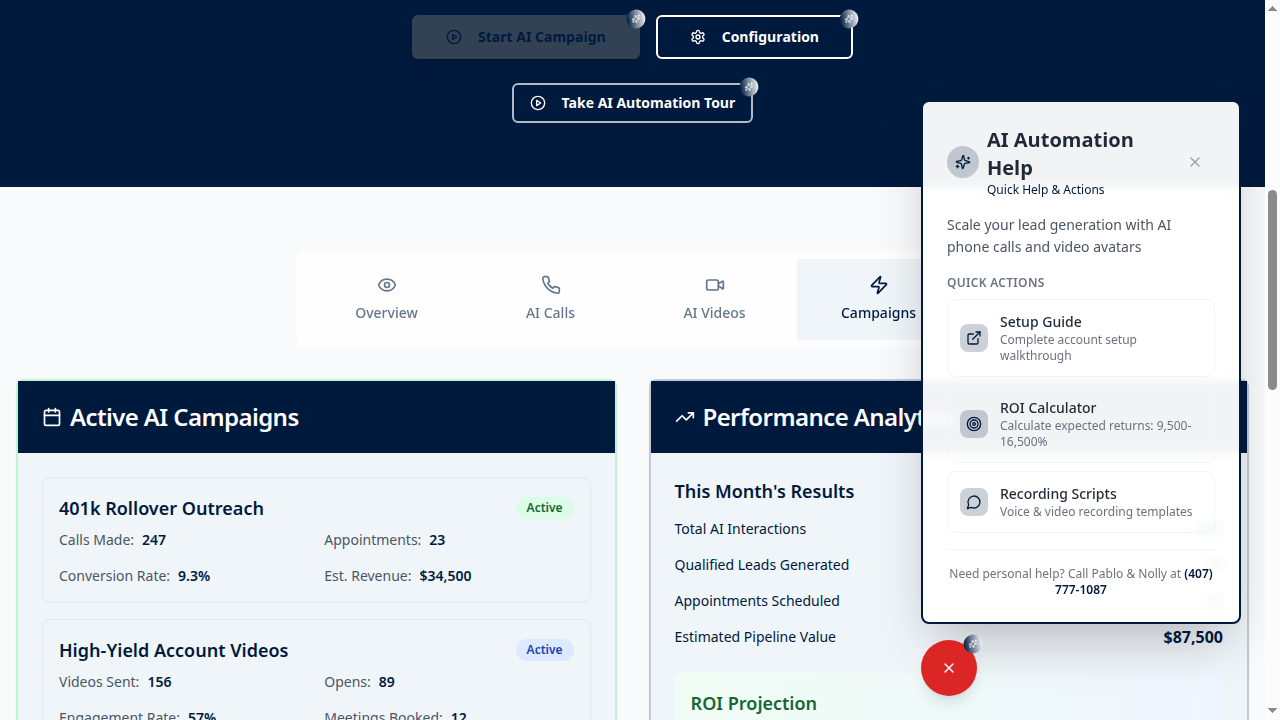 Start AI Campaign
Configuration
Take AI Automation Tour
AI Automation
Help
Quick Help & Actions
Scale your lead generation with AI
phone calls and video avatars
QUICK ACTIONS
Setup Guide
Complete account setup
walkthrough
ROI Calculator
Calculate expected returns: 9,500-
16,500%
Recording Scripts
Voice & video recording templates
Need personal help? Call Pablo & Nolly at (407)
777-1087
Overview
AI Calls
AI Videos
Campaigns
Active AI Campaigns
401k Rollover Outreach
Active
Calls Made: 247
Appointments: 23
Conversion Rate: 9.3%
Est. Revenue: $34,500
High-Yield Account Videos
Active
Videos Sent: 156
Opens: 89
Engagement Rate: 57%
Meetings Booked: 12
This Month's Results
Total AI Interactions
Qualified Leads Generated
Appointments Scheduled
Estimated Pipeline Value
$87,500
ROI Projection